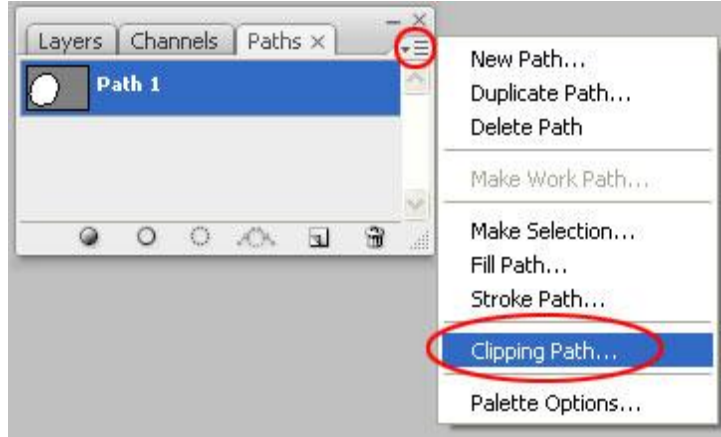 Layers Channels Paths ×
Path 1
New Path...
Duplicate Path...
Delete Path
Make Work Path...
Make Selection...
Fill Path...
Stroke Path...
Clipping Path...
Palette Options...